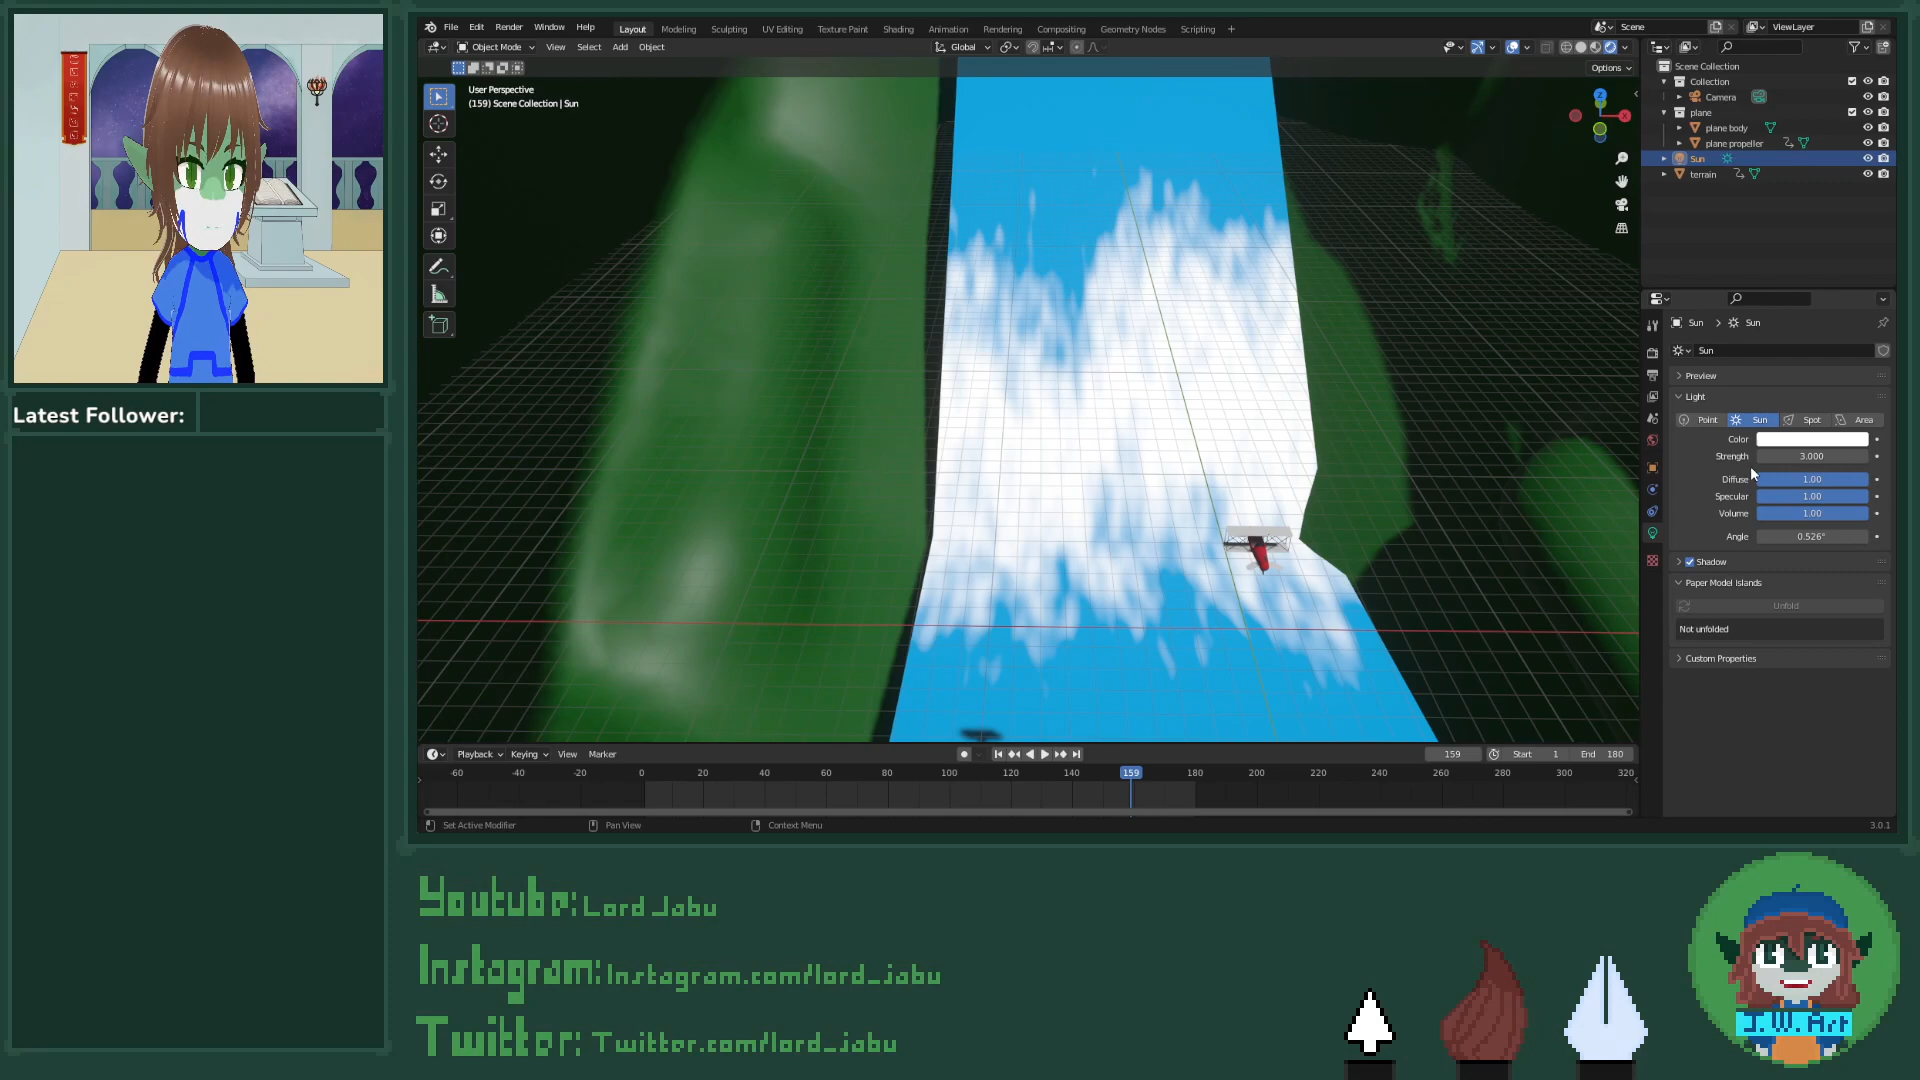 File Edit Render Window Help Layout Modeling Sculpting UV Editing Texture Paint Shading Animation Rendering Compositing Geometry Nodes Scripting + Scene ViewLayer
Object Mode View Select Add Object Global
Options
User Perspective
(159) Scene Collection | Sun
Z
X
Scene Collection
Collection
Camera
plane
plane body
plane propeller
Sun
terrain
Sun > Sun
Sun
Preview
Light
Point Sun Spot Area
Color
Strength 3.000
Diffuse 1.00
Specular 1.00
Volume 1.00
Angle 0.526°
Shadow
Paper Model Islands
Unfold
Not unfolded
Custom Properties
Playback Keying View Marker 159 Start 1 End 180
-60 -40 -20 0 20 40 60 80 100 120 140 159 180 200 220 240 260 280 300 320
Set Active Modifier Pan View Context Menu 3.0.1
Latest Follower:
Youtube: Lord Jabu
Instagram: Instagram.com/lord_jabu
Twitter: Twitter.com/lord_jabu
J.W. Art